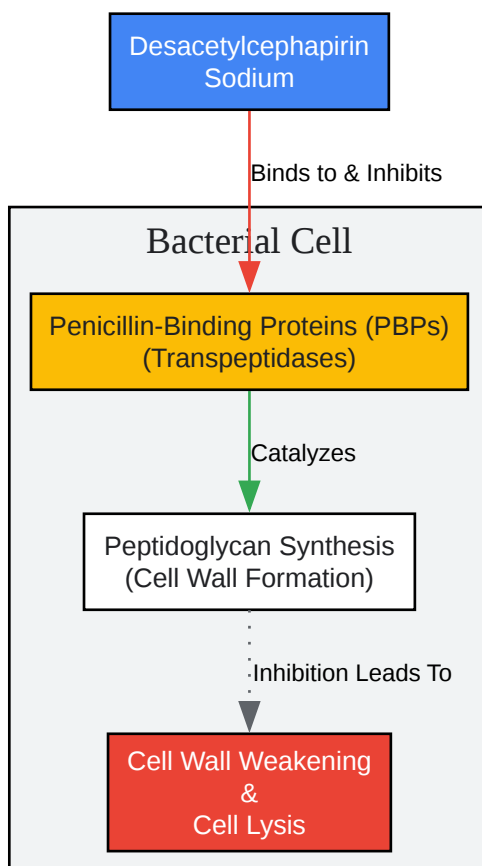 Desacetylcephapirin
Sodium
Binds to & Inhibits
Bacterial Cell
Penicillin-Binding Proteins (PBPs)
(Transpeptidases)
Catalyzes
Peptidoglycan Synthesis
(Cell Wall Formation)
Inhibition Leads To
Cell Wall Weakening
&
Cell Lysis